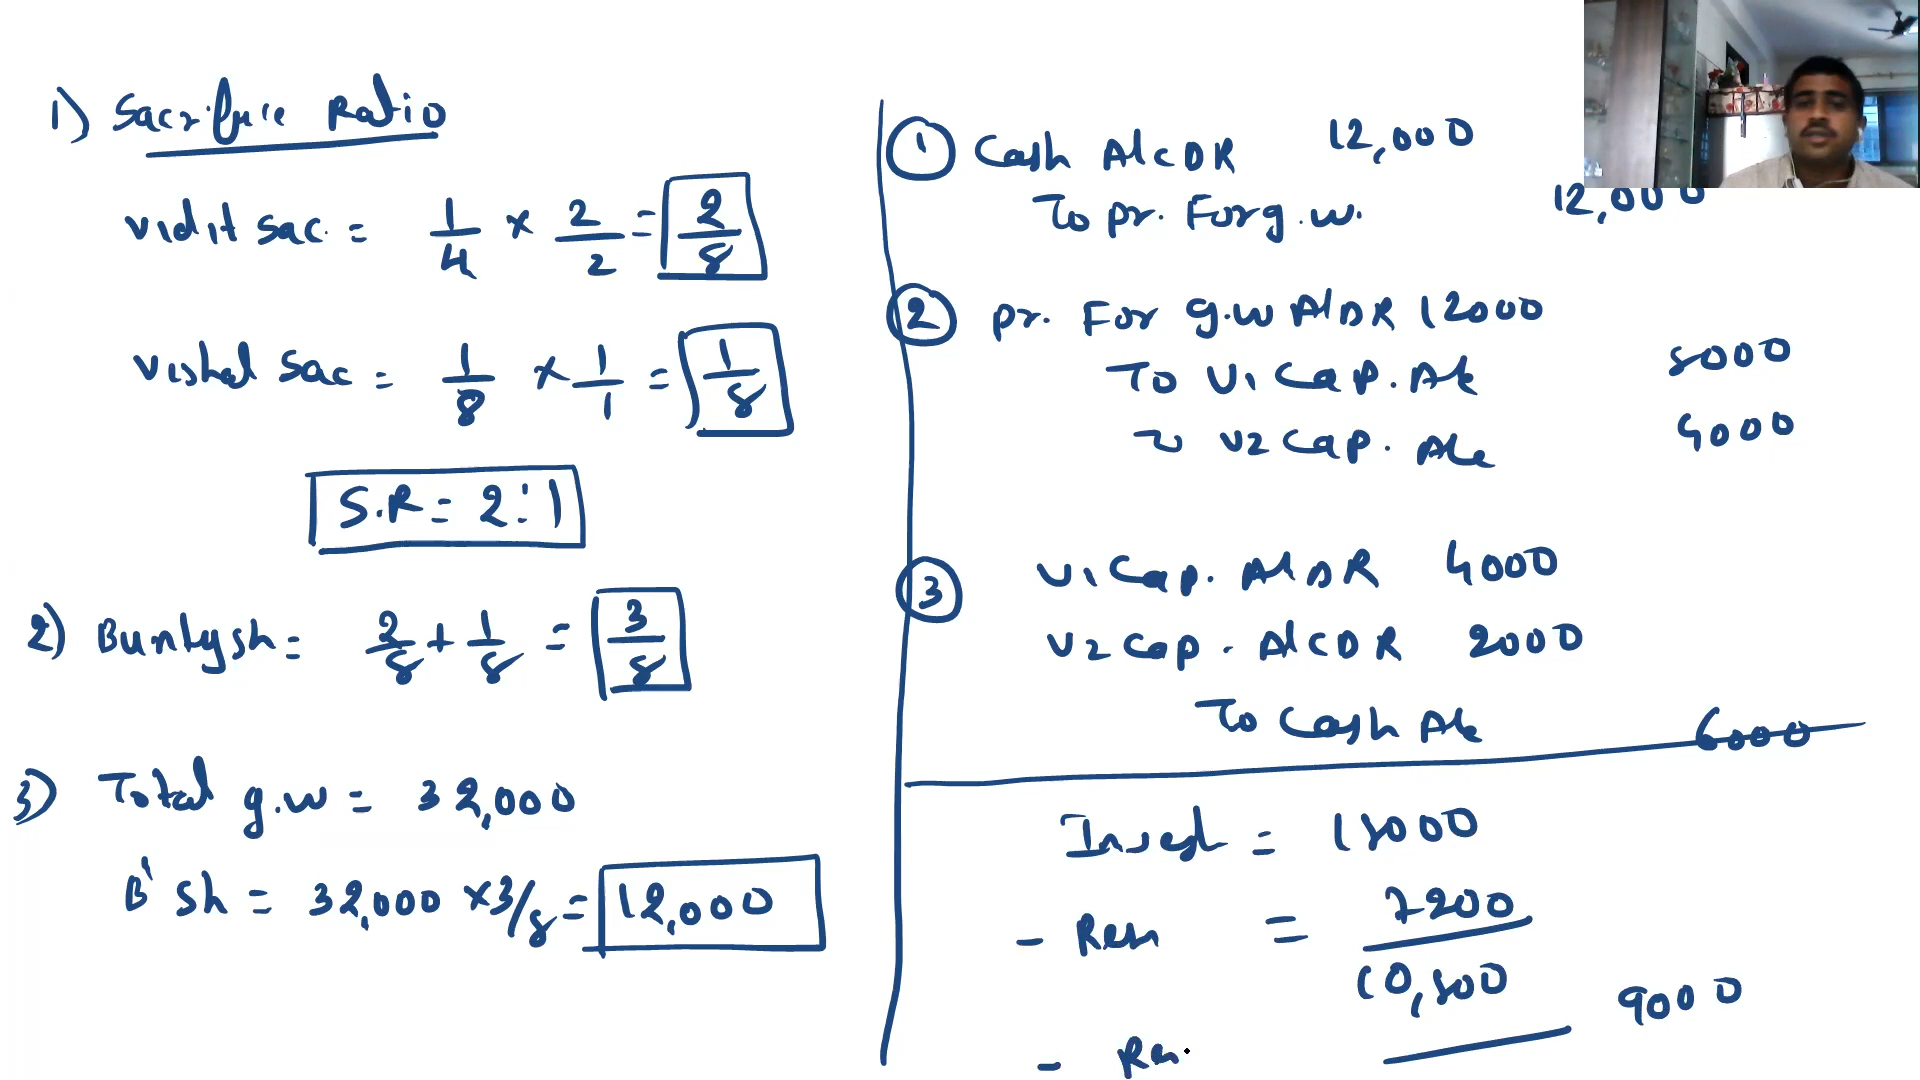 1) Sacrifice Ratio
Vidit Sac. = 1/4 × 2/2 = 2/8
Vishal Sac = 1/8 × 1/1 = 1/8
S.R = 2:1
2) Bunty sh = 2/8 + 1/8 = 3/8
3) Total g.w = 32,000
B' Sh = 32,000 × 3/8 = 12,000
① Cash A/c DR 12,000
To Pr. For g.w. 12,000
② Pr. For g.w A/DR 12000
To V1 Cap. A/c 8000
To V2 Cap. A/c 4000
③ V1 Cap. A/DR 4000
V2 Cap. A/c DR 2000
To Cash A/c 6000
Invest = 18000
- Res = 7200
10,800
9000
- Res